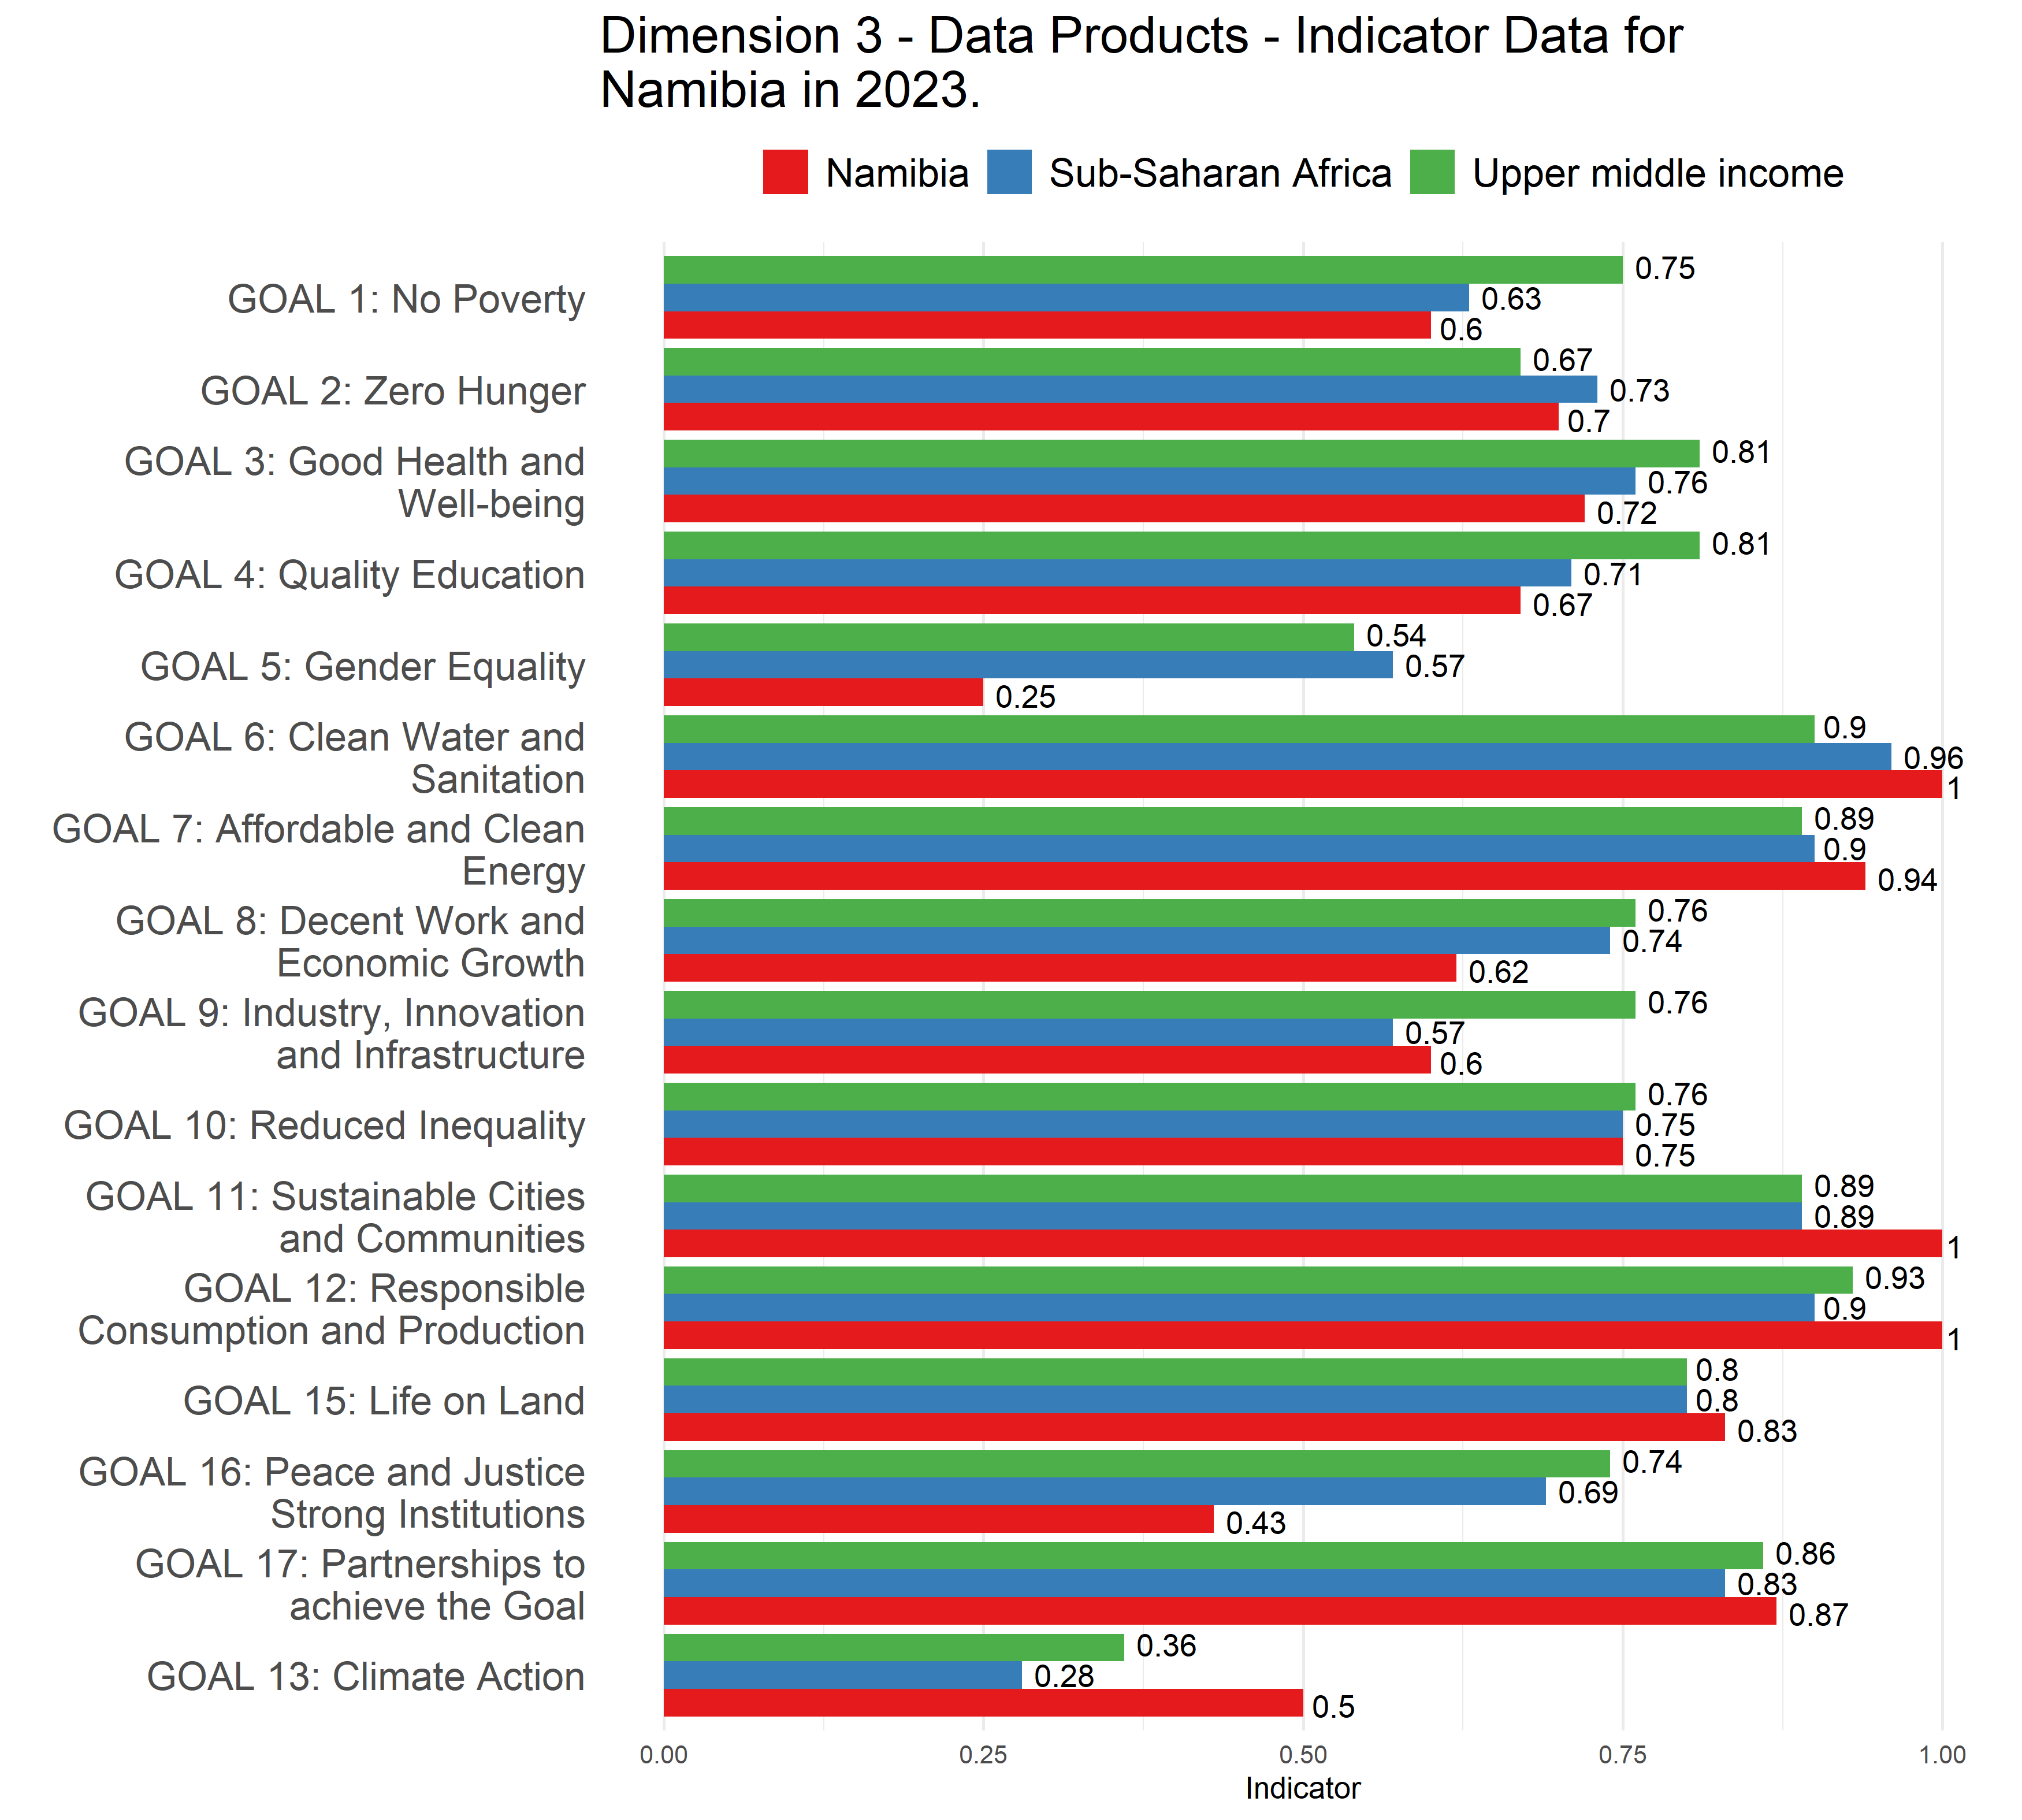 Dimension 3 - Data Products - Indicator Data for
Namibia in 2023.
Namibia
Sub-Saharan Africa
Upper middle income
GOAL 1: No Poverty
0.75
0.63
0.6
GOAL 2: Zero Hunger
0.67
0.73
0.7
GOAL 3: Good Health and
Well-being
0.81
0.76
0.72
GOAL 4: Quality Education
0.81
0.71
0.67
GOAL 5: Gender Equality
0.54
0.57
0.25
GOAL 6: Clean Water and
Sanitation
0.9
0.96
1
GOAL 7: Affordable and Clean
Energy
0.89
0.9
0.94
GOAL 8: Decent Work and
Economic Growth
0.76
0.74
0.62
GOAL 9: Industry, Innovation
and Infrastructure
0.76
0.57
0.6
GOAL 10: Reduced Inequality
0.76
0.75
0.75
GOAL 11: Sustainable Cities
and Communities
0.89
0.89
1
GOAL 12: Responsible
Consumption and Production
0.93
0.9
1
GOAL 15: Life on Land
0.8
0.8
0.83
GOAL 16: Peace and Justice
Strong Institutions
0.74
0.69
0.43
GOAL 17: Partnerships to
achieve the Goal
0.86
0.83
0.87
GOAL 13: Climate Action
0.36
0.28
0.5
0.00
0.25
0.50
0.75
1.00
Indicator